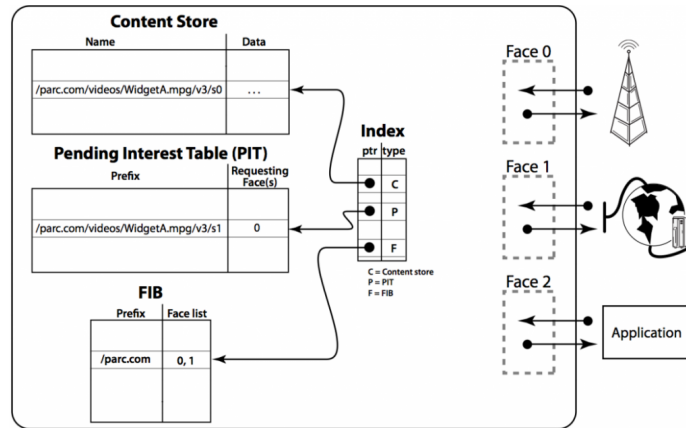 Content Store
Name Data
/parc.com/videos/WidgetA.mpg/v3/s0 ...
Pending Interest Table (PIT)
Prefix Requesting
Face(s)
/parc.com/videos/WidgetA.mpg/v3/s1 0
FIB
Prefix Face list
/parc.com 0, 1
Index
ptr type
C
P
F
C = Content store
P = PIT
F = FIB
Face 0
Face 1
Face 2
Application